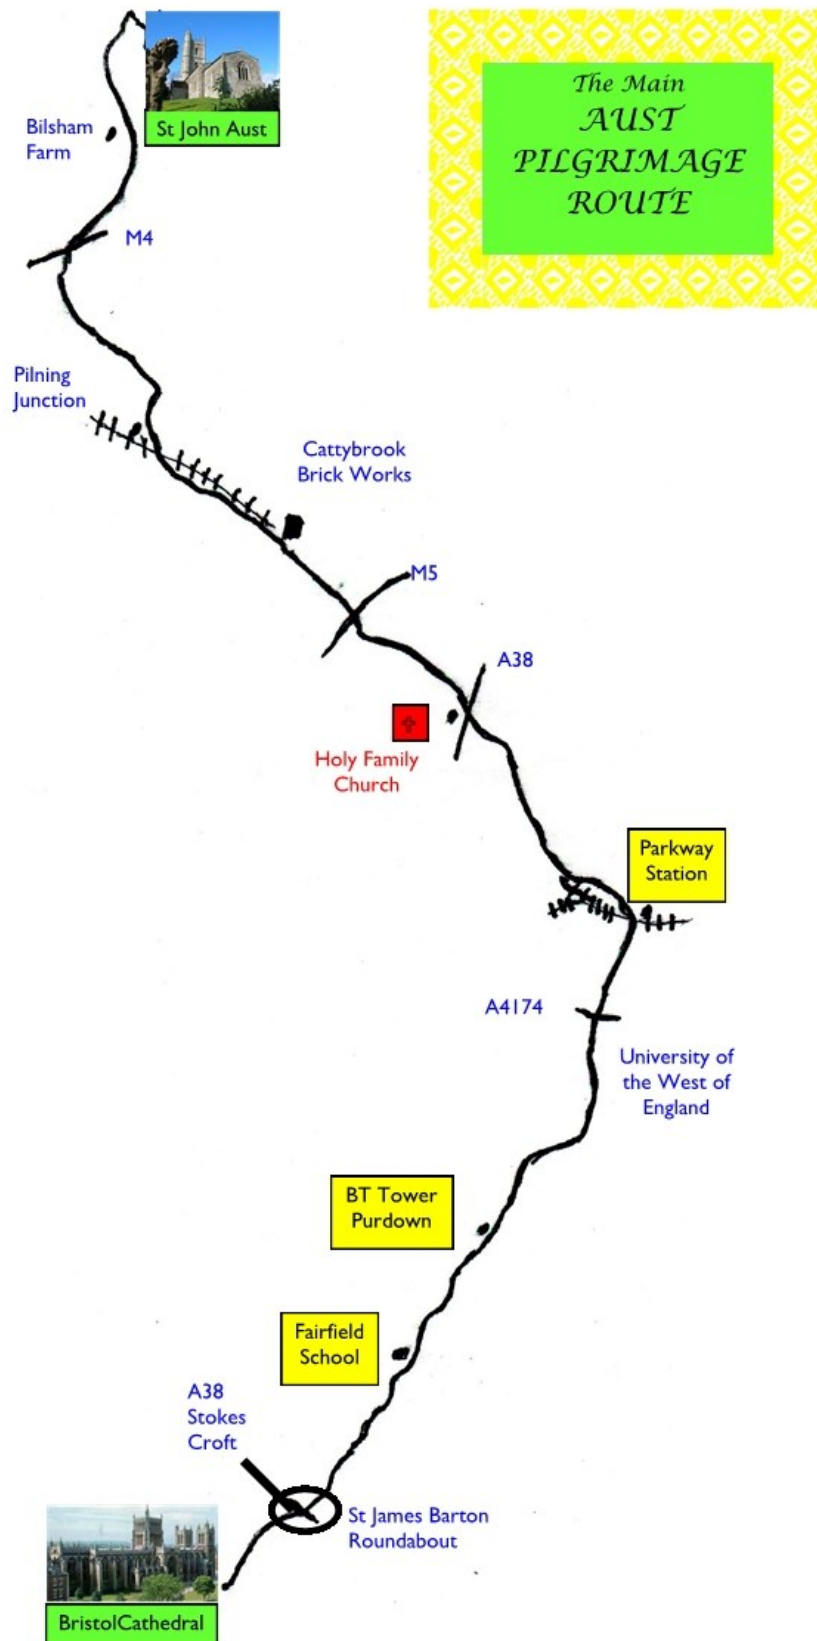 The Main
AUST
PILGRIMAGE
ROUTE
St John Aust
Bilsham
Farm
M4
Pilning
Junction
Cattybrook
Brick Works
M5
A38
Holy Family
Church
Parkway
Station
A4174
University of
the West of
England
BT Tower
Purdown
Fairfield
School
A38
Stokes
Croft
St James Barton
Roundabout
BristolCathedral